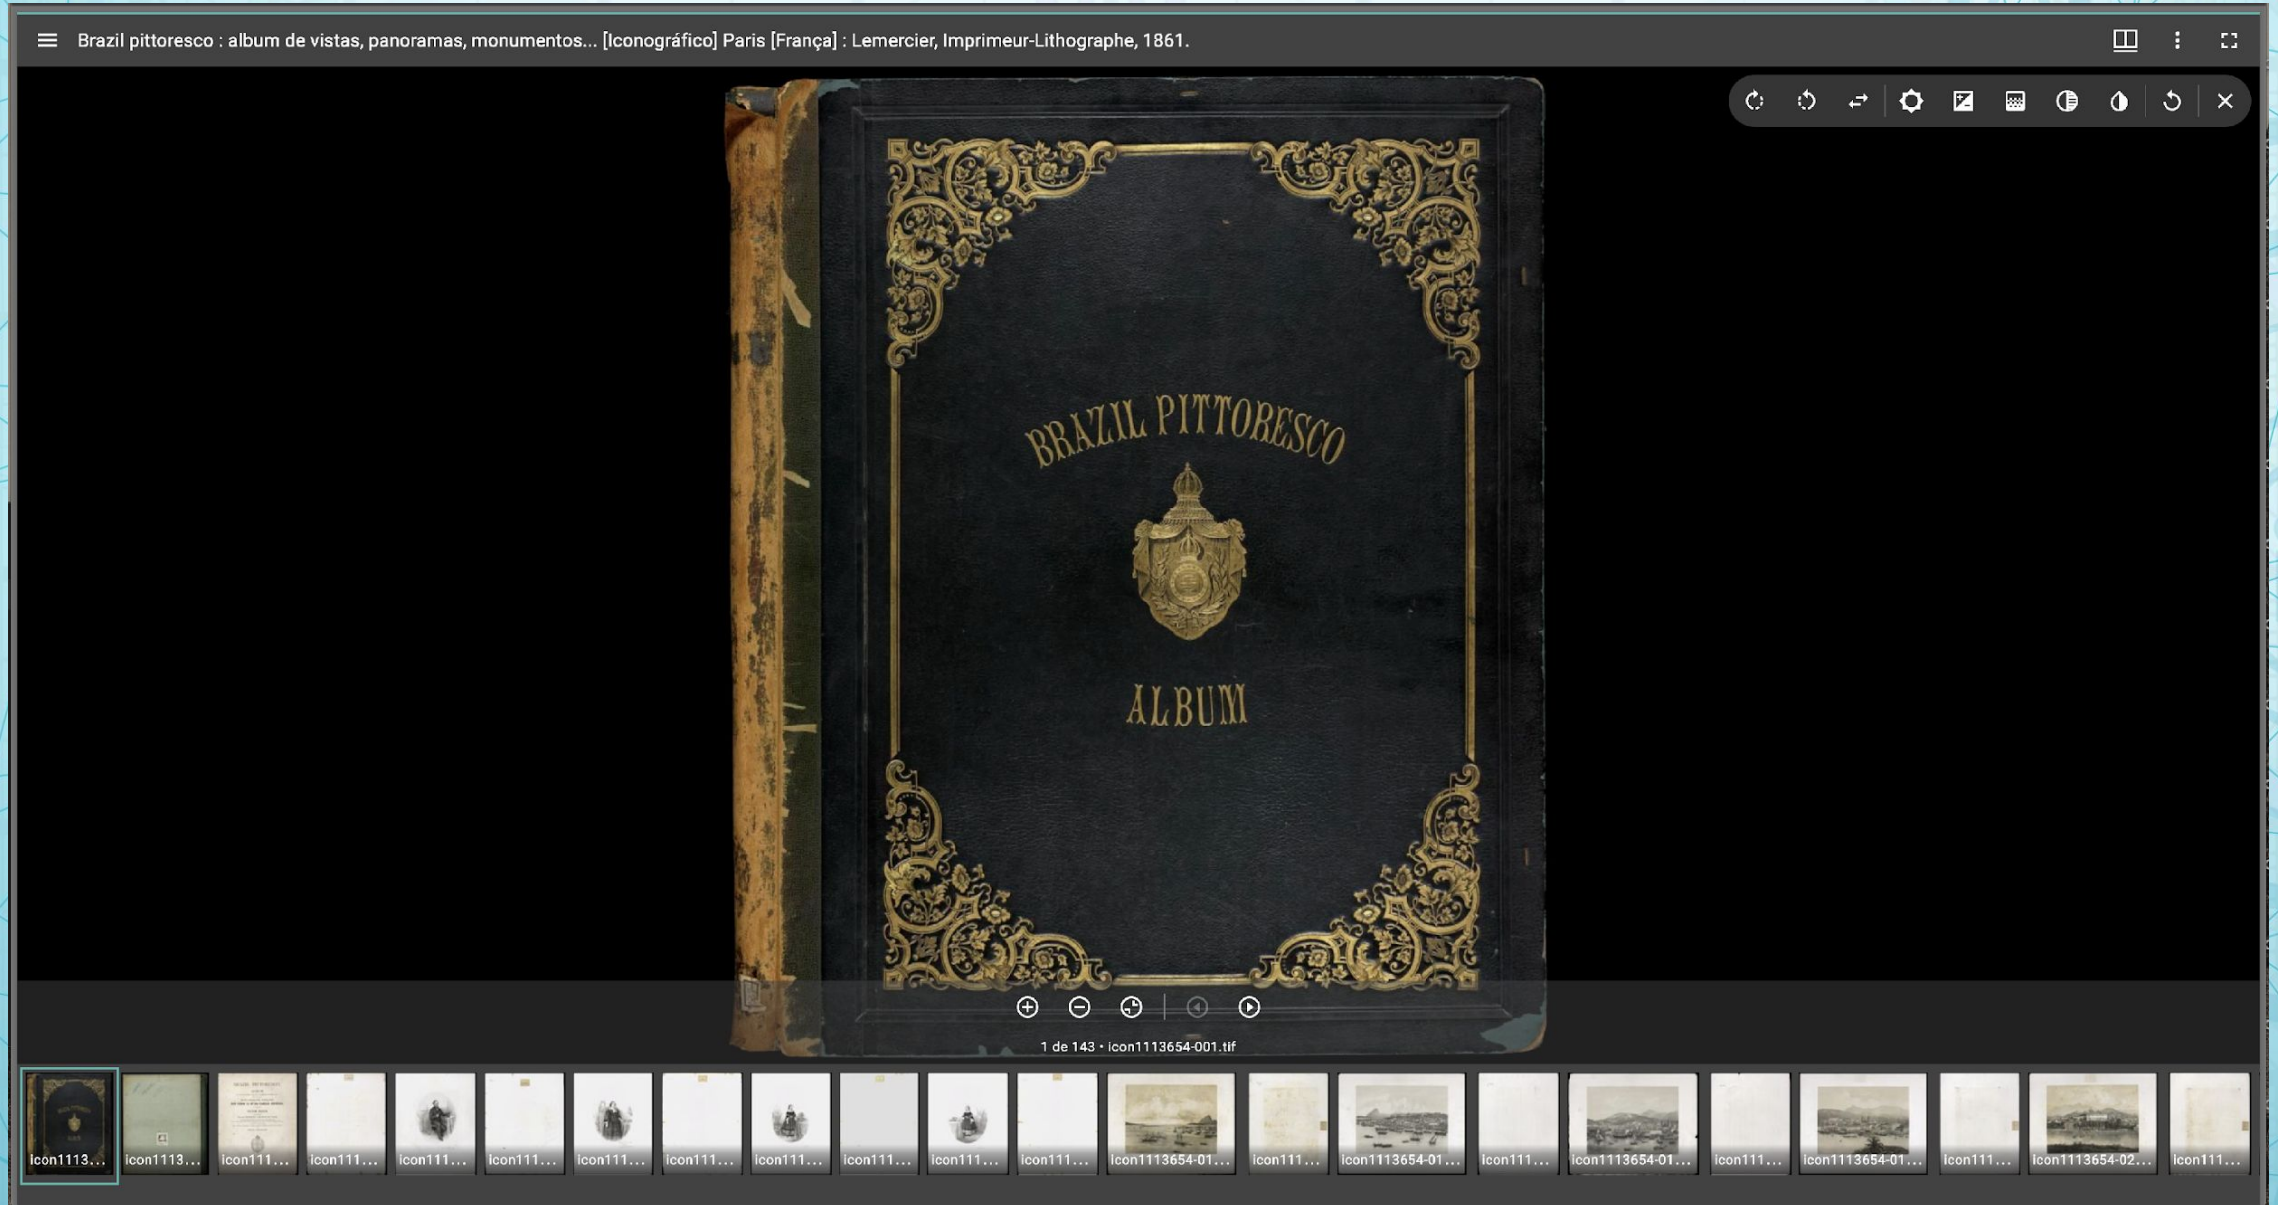 Brazil pittoresco : album de vistas, panoramas, monumentos... [Iconográfico] Paris [França] : Lemercier, Imprimeur-Lithographe, 1861.
BRAZIL PITTORESCO
ALBUM
1 de 143 • icon1113654-001.tif
icon1113...
icon1113...
icon111...
icon111...
icon111...
icon111...
icon111...
icon111...
icon111...
icon111...
icon111...
icon111...
icon1113654-01...
icon111...
icon1113654-01...
icon111...
icon1113654-01...
icon111...
icon1113654-01...
icon111...
icon1113654-02...
icon111...